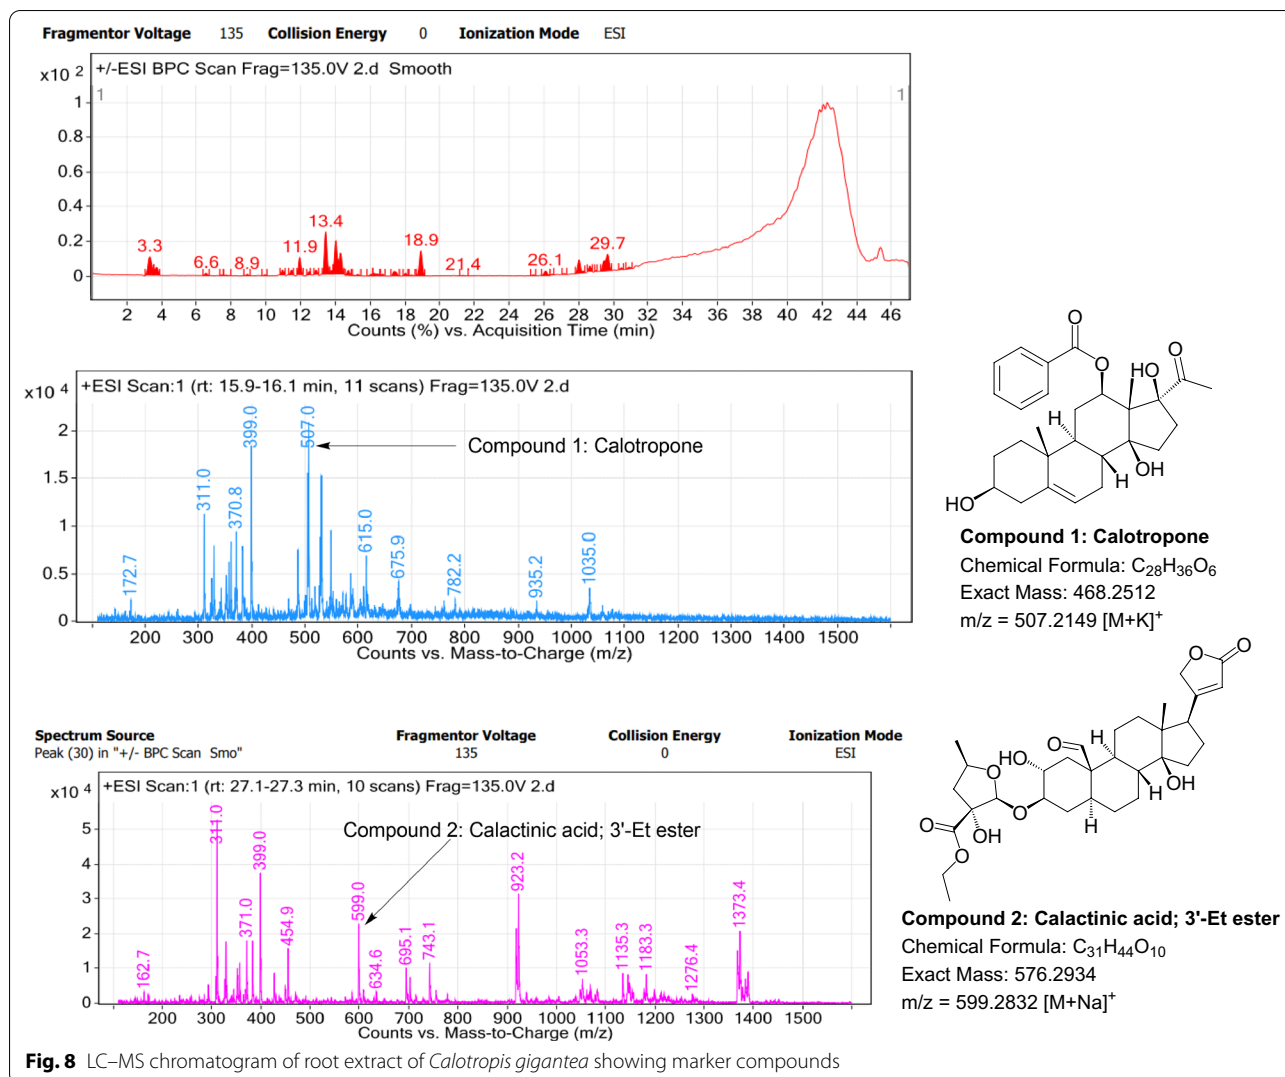 Fragmentor Voltage 135 Collision Energy 0 Ionization Mode ESI
x10 2
+/-ESI BPC Scan Frag=135.0V 2.d Smooth
1 1
1
0.8
0.6
0.4
0.2
0
3.3 6.6 8.9 11.9 13.4 18.9 21.4 26.1 29.7
2 4 6 8 10 12 14 16 18 20 22 24 26 28 30 32 34 36 38 40 42 44 46
Counts (%) vs. Acquisition Time (min)
x10 4
+ESI Scan:1 (rt: 15.9-16.1 min, 11 scans) Frag=135.0V 2.d
2
1.5
1
0.5
0
172.7 311.0 370.8 399.0 507.0 615.0 675.9 782.2 935.2 1035.0
Compound 1: Calotropone
200 300 400 500 600 700 800 900 1000 1100 1200 1300 1400 1500
Counts vs. Mass-to-Charge (m/z)
O
O
HO
O
H
H
OH
HO
Compound 1: Calotropone
Chemical Formula: C28H36O6
Exact Mass: 468.2512
m/z = 507.2149 [M+K]+
Spectrum Source Fragmentor Voltage Collision Energy Ionization Mode
Peak (30) in "+/- BPC Scan Smo" 135 0 ESI
x10 4
+ESI Scan:1 (rt: 27.1-27.3 min, 10 scans) Frag=135.0V 2.d
5
4
3
2
1
0
162.7 311.0 371.0 399.0 454.9 599.0 634.6 695.1 743.1 923.2 1053.3 1135.3 1183.3 1276.4 1373.4
Compound 2: Calactinic acid; 3'-Et ester
200 300 400 500 600 700 800 900 1000 1100 1200 1300 1400 1500
Counts vs. Mass-to-Charge (m/z)
O
O
O
HO
H
O
H
OH
O
H
O
OH
O
Compound 2: Calactinic acid; 3'-Et ester
Chemical Formula: C31H44O10
Exact Mass: 576.2934
m/z = 599.2832 [M+Na]+
Fig. 8 LC–MS chromatogram of root extract of Calotropis gigantea showing marker compounds